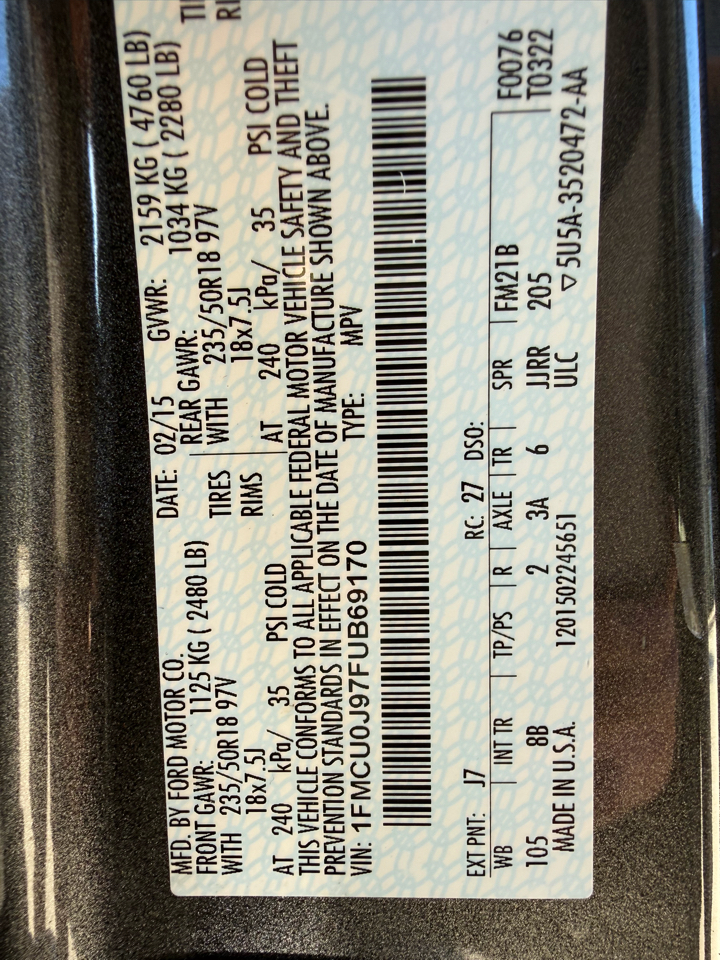 MFD. BY FORD MOTOR CO. DATE: 02/15 GVWR: 2159 KG ( 4760 LB)
FRONT GAWR: 1125 KG ( 2480 LB) REAR GAWR: 1034 KG ( 2280 LB)
WITH 235/50R18 97V TIRES WITH 235/50R18 97V TI
18x7.5J RIMS 18x7.5J RI
AT 240 kPa/ 35 PSI COLD AT 240 kPa/ 35 PSI COLD
THIS VEHICLE CONFORMS TO ALL APPLICABLE FEDERAL MOTOR VEHICLE SAFETY AND THEFT
PREVENTION STANDARDS IN EFFECT ON THE DATE OF MANUFACTURE SHOWN ABOVE.
VIN: 1FMCU0J97FUB69170 TYPE: MPV
EXT PNT: J7 RC: 27 DSO:
WB INT TR TP/PS R AXLE TR SPR FM21B F0076
105 8B 2 3A 6 JJRR 205 T0322
MADE IN U.S.A. 1201502245651 ULC ▽5U5A-3520472-AA